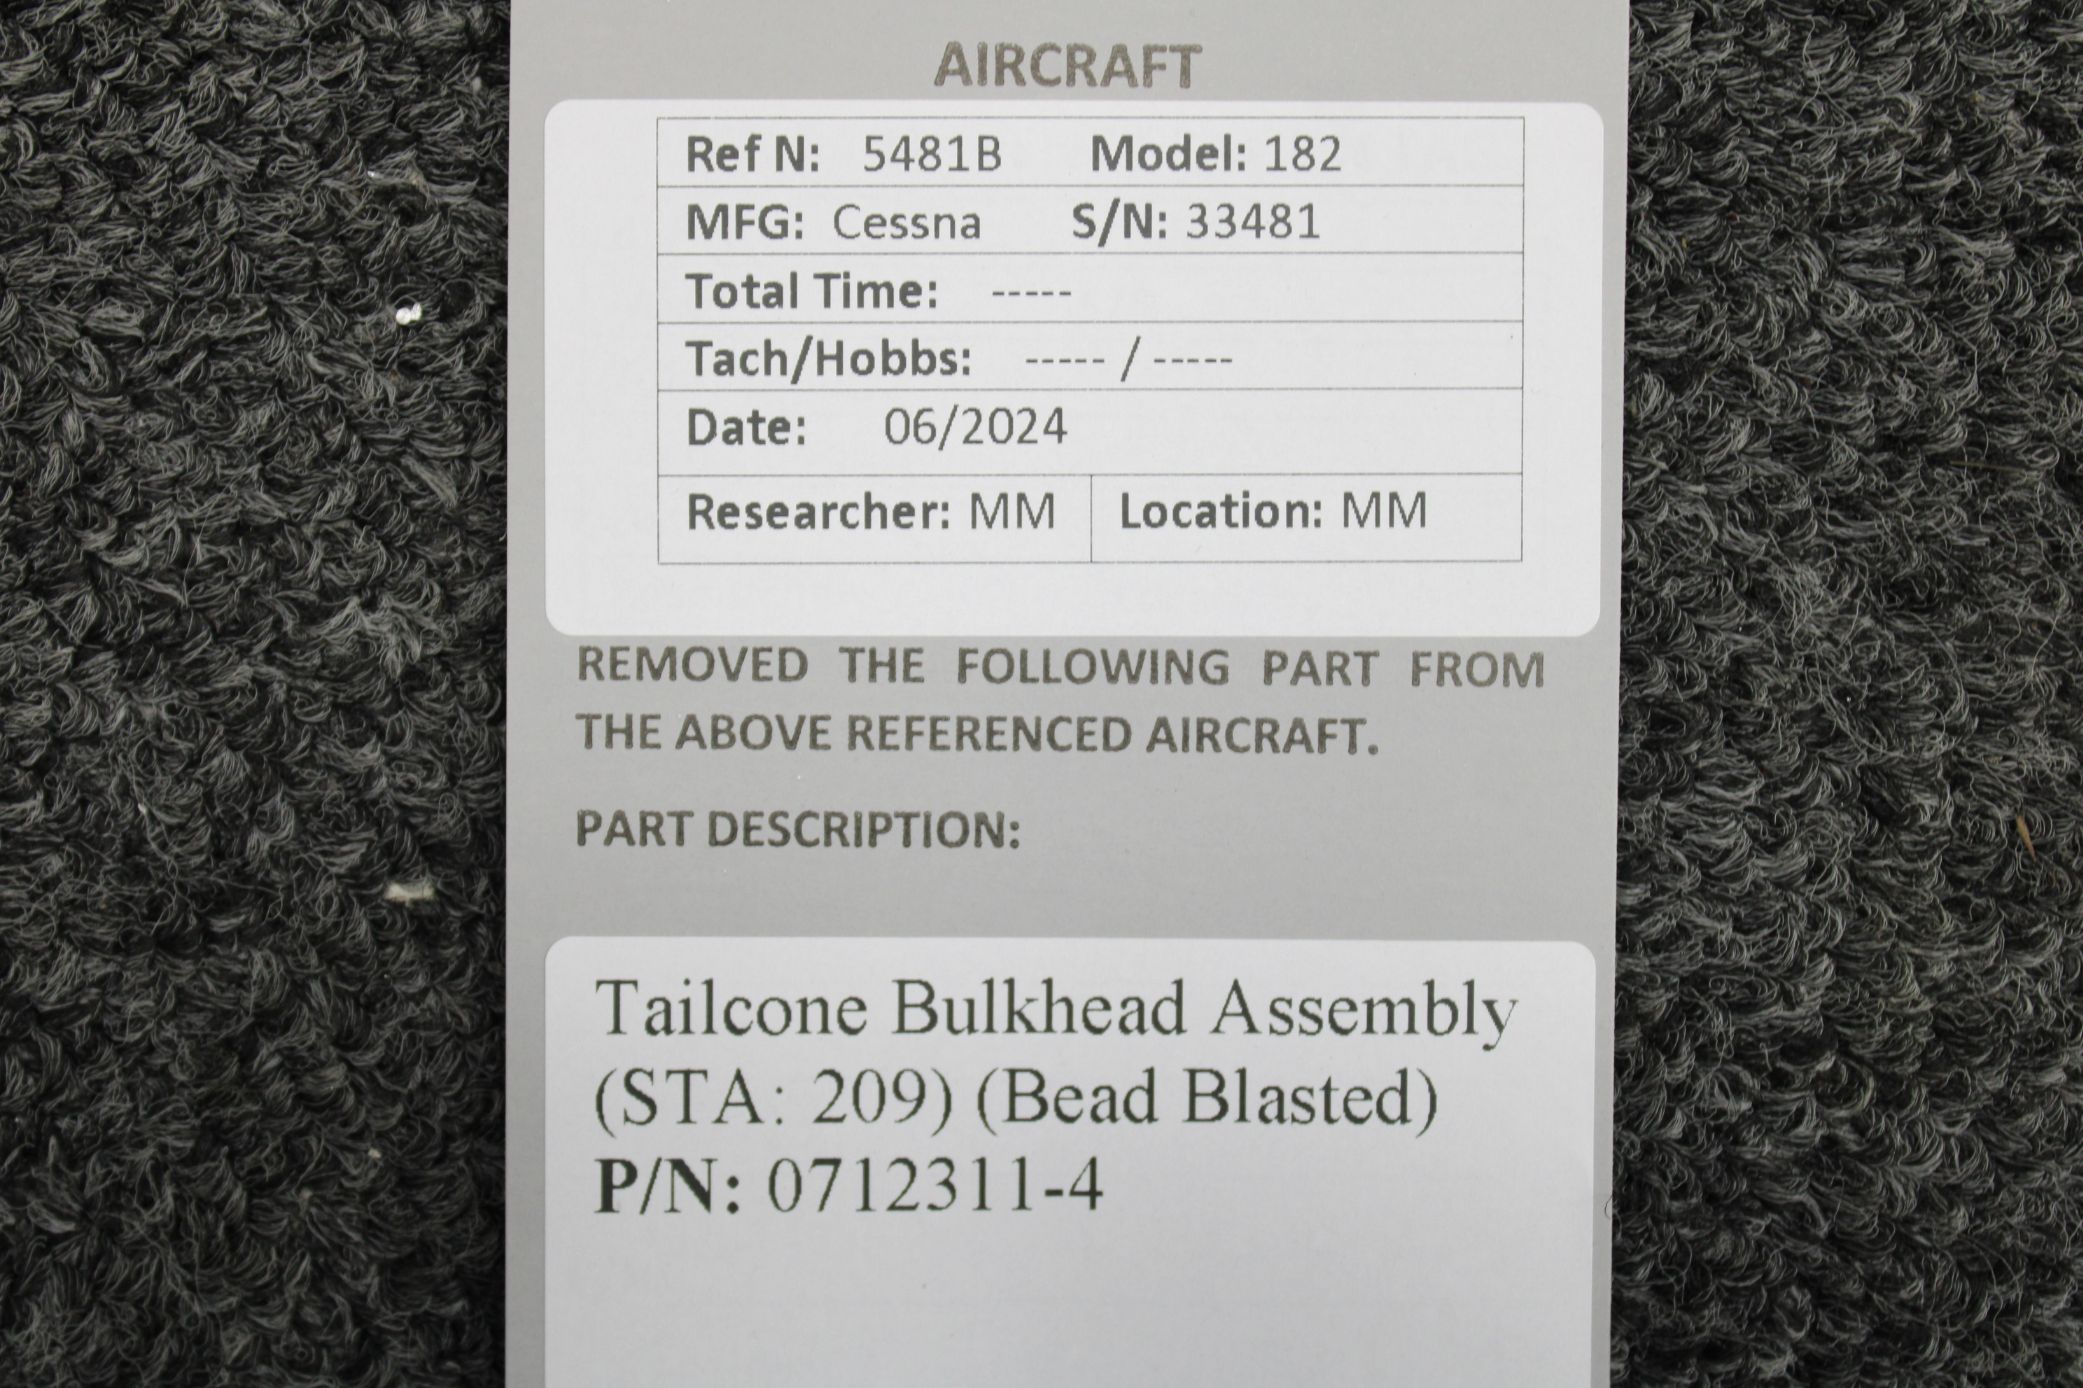 AIRCRAFT
Ref N: 5481B Model: 182
MFG: Cessna S/N: 33481
Total Time: -----
Tach/Hobbs: ----- / -----
Date: 06/2024
Researcher: MM Location: MM
REMOVED THE FOLLOWING PART FROM
THE ABOVE REFERENCED AIRCRAFT.
PART DESCRIPTION:
Tailcone Bulkhead Assembly
(STA: 209) (Bead Blasted)
P/N: 0712311-4